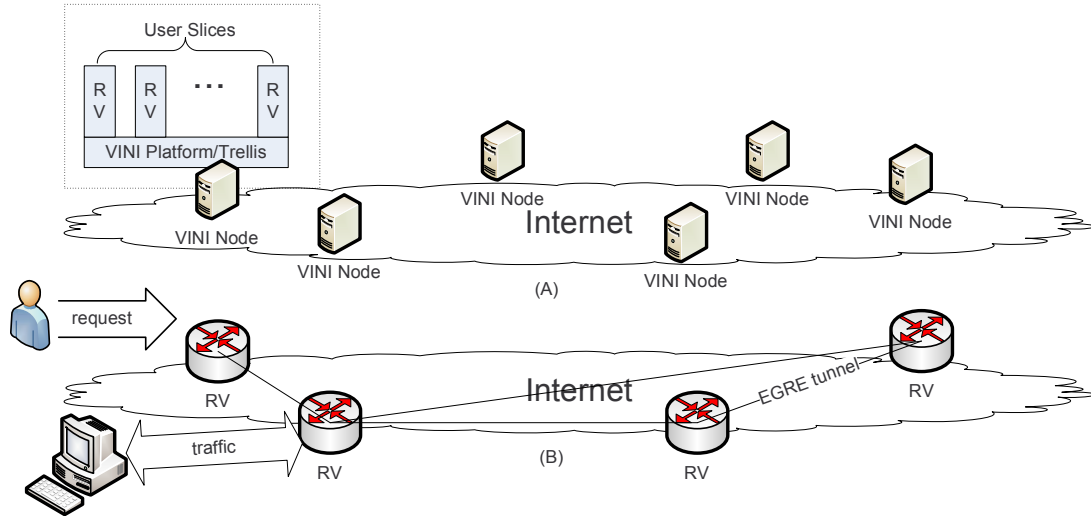 User Slices
R V
R V
...
R V
VINI Platform/Trellis
VINI Node
VINI Node
VINI Node
VINI Node
VINI Node
VINI Node
Internet
(A)
request
RV
Internet
EGRE tunnel
RV
traffic
RV
RV
(B)